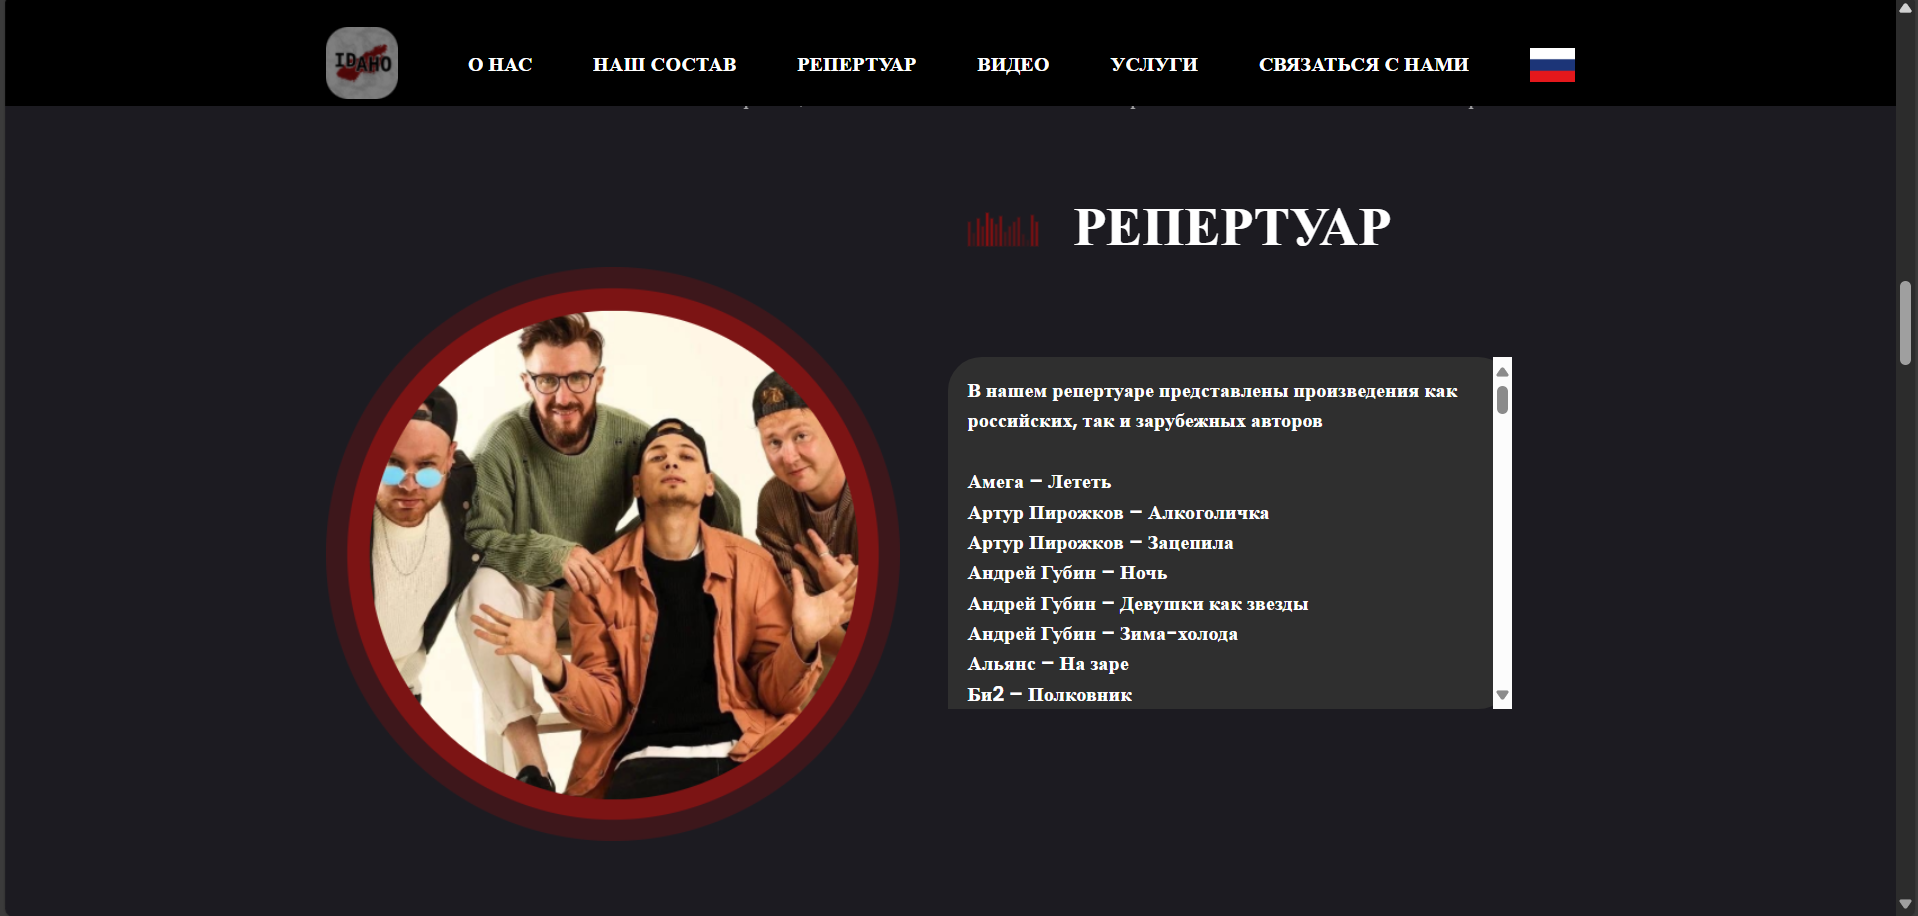 IDAHO
О НАС
НАШ СОСТАВ
РЕПЕРТУАР
ВИДЕО
УСЛУГИ
СВЯЗАТЬСЯ С НАМИ
РЕПЕРТУАР
В нашем репертуаре представлены произведения как
российских, так и зарубежных авторов
Амега – Лететь
Артур Пирожков – Алкоголичка
Артур Пирожков – Зацепила
Андрей Губин – Ночь
Андрей Губин – Девушки как звезды
Андрей Губин – Зима-холода
Альянс – На заре
Би2 – Полковник